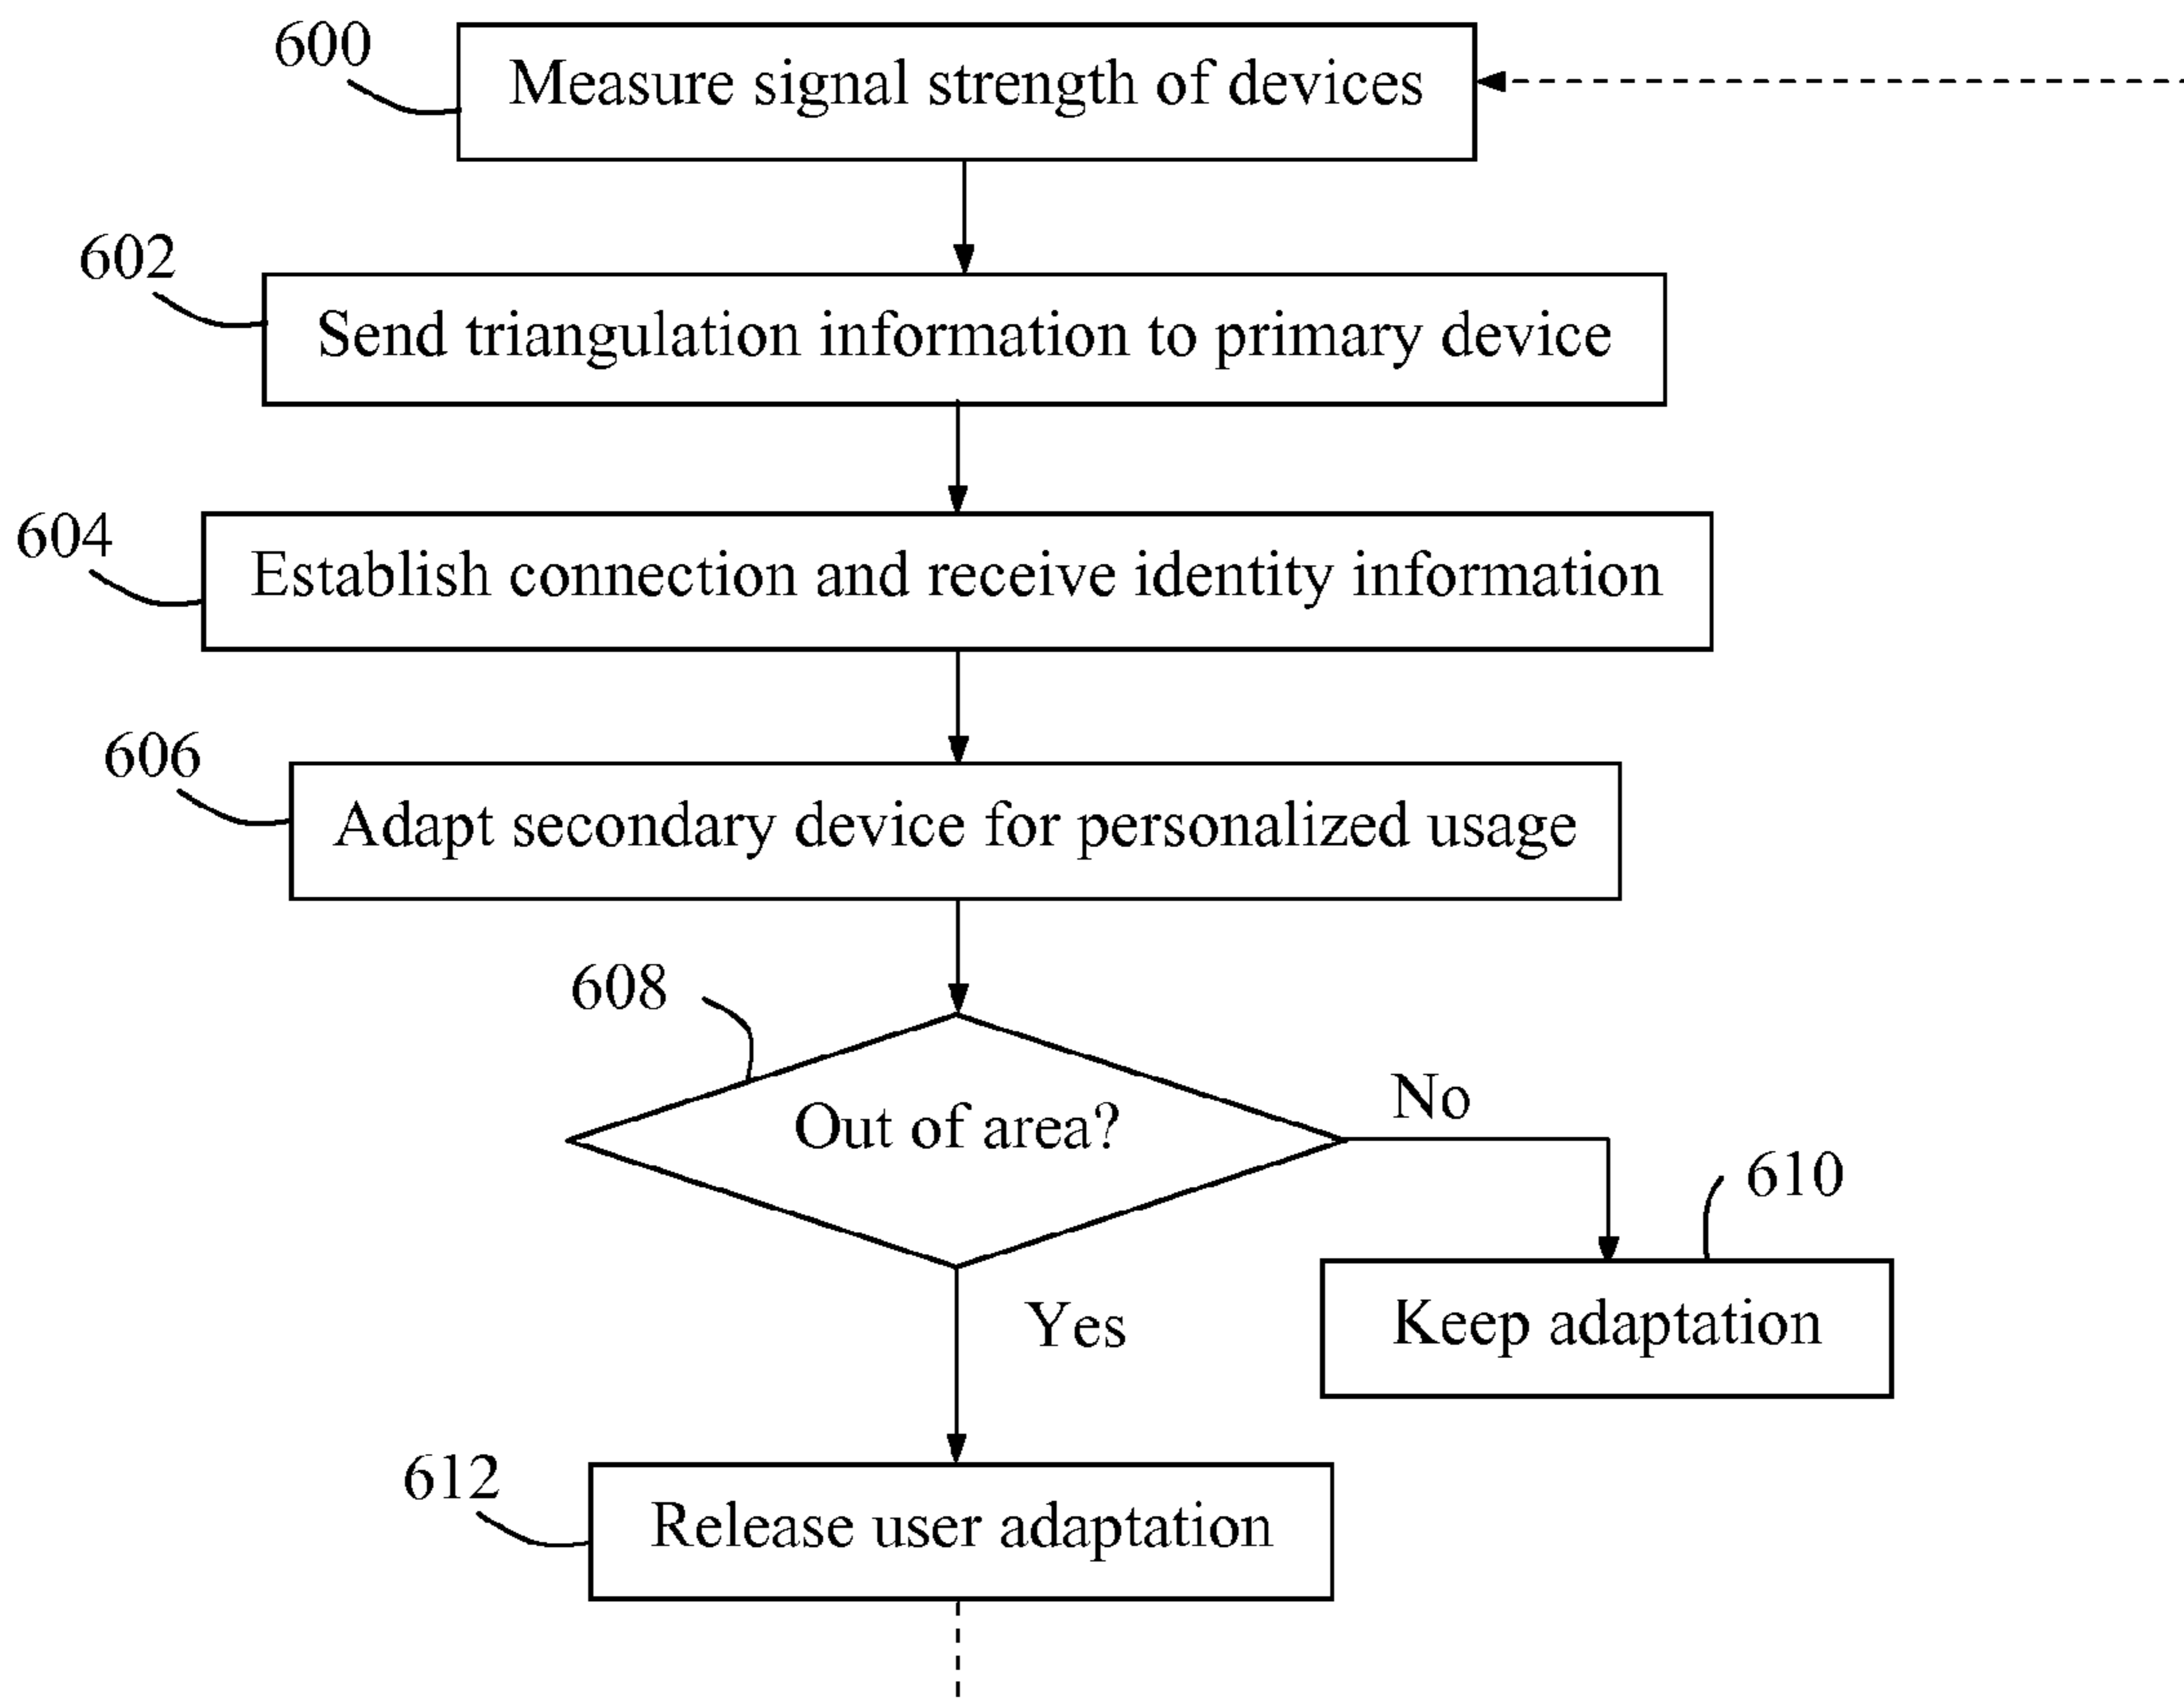 600
Measure signal strength of devices
602
Send triangulation information to primary device
604
Establish connection and receive identity information
606
Adapt secondary device for personalized usage
608
Out of area?
No
610
Keep adaptation
Yes
612
Release user adaptation